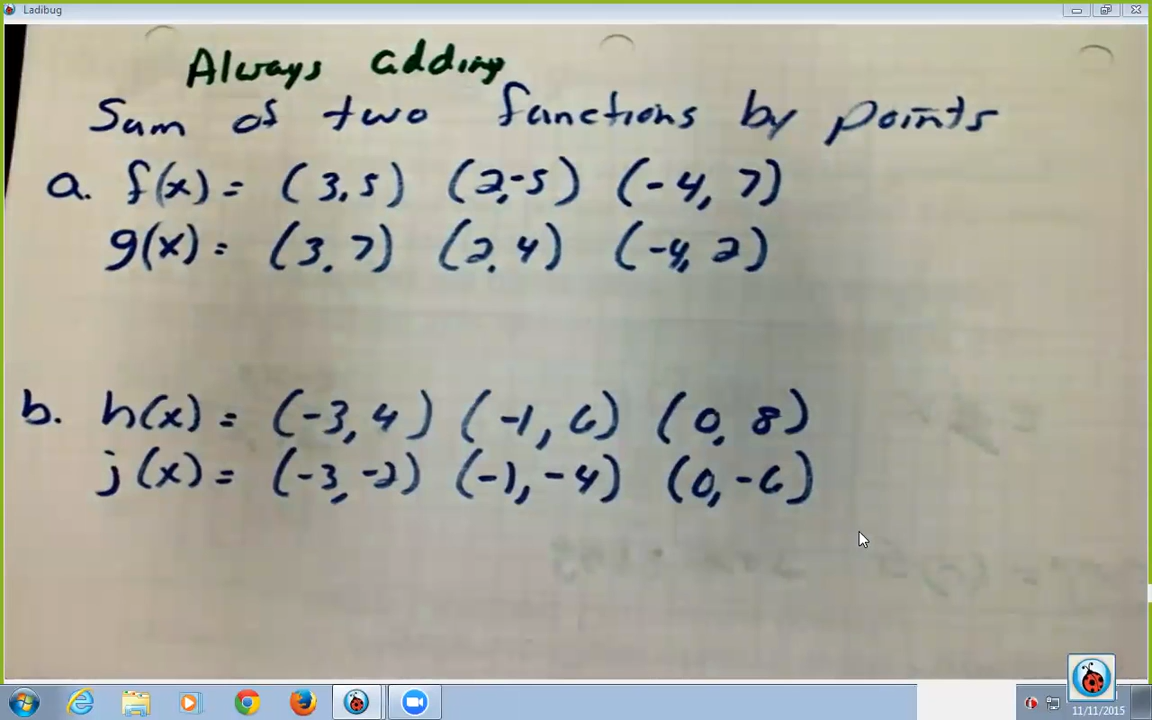 Ladibug
Always adding
Sum of two functions by points
a. f(x) = (3,5) (2,-5) (-4, 7)
g(x) = (3,7) (2,4) (-4,2)
b. h(x) = (-3,4) (-1,6) (0,8)
j(x) = (-3,-2) (-1,-4) (0,-6)
11/11/2015